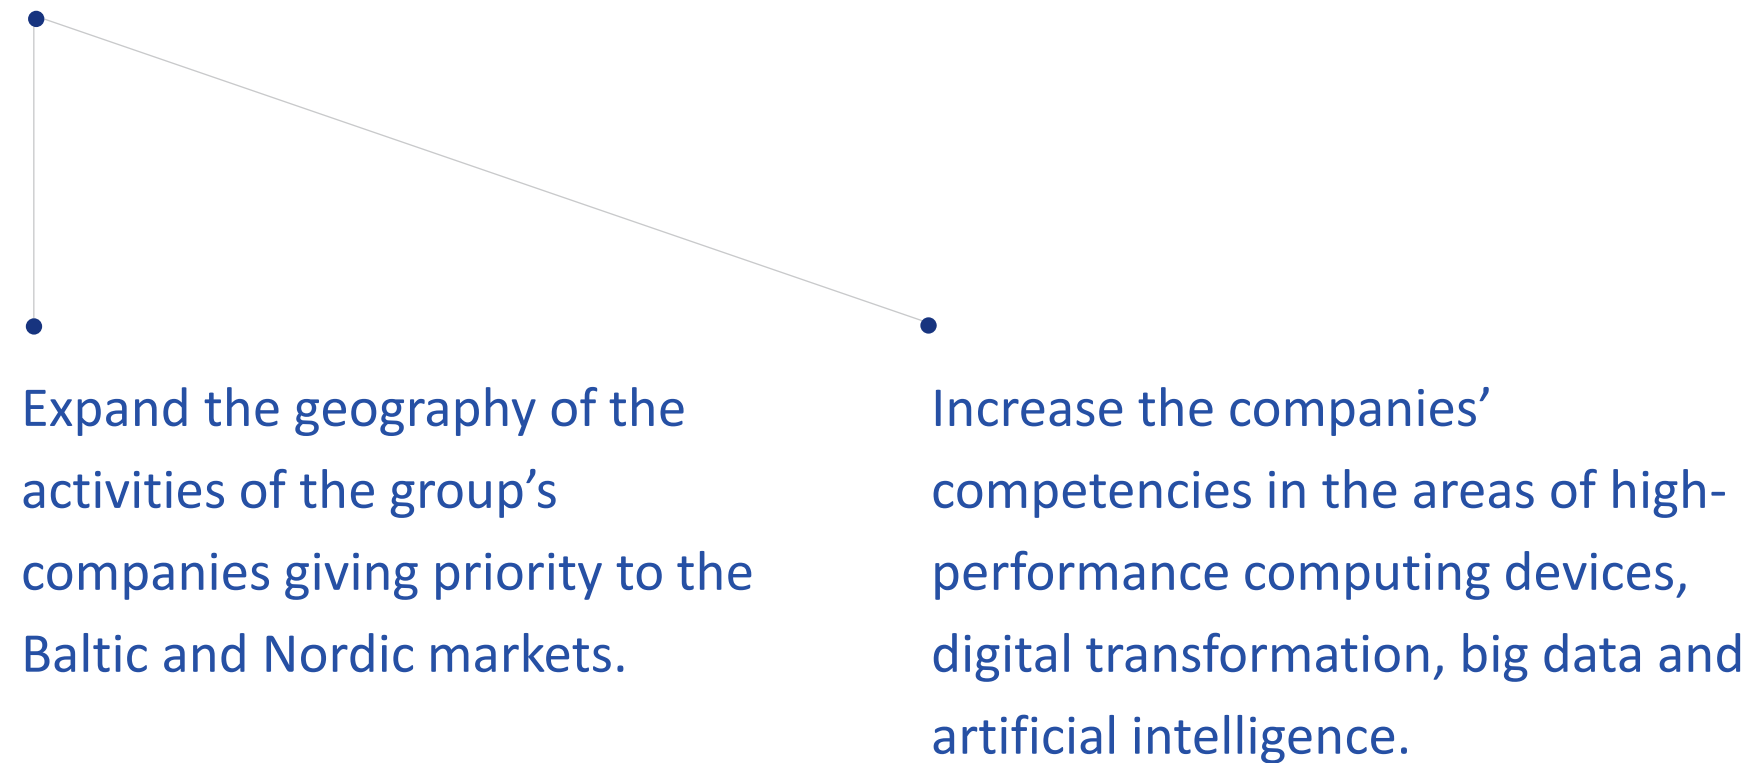 Expand the geography of the
activities of the group’s
companies giving priority to the
Baltic and Nordic markets.
Increase the companies’
competencies in the areas of high-
performance computing devices,
digital transformation, big data and
artificial intelligence.